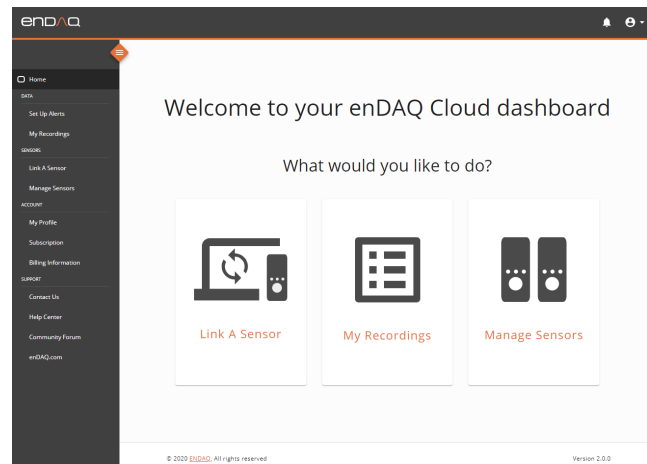 enDAQ
Home
DATA
Set Up Alerts
My Recordings
SENSORS
Link A Sensor
Manage Sensors
ACCOUNT
My Profile
Subscription
Billing Information
SUPPORT
Contact Us
Help Center
Community Forum
enDAQ.com
Welcome to your enDAQ Cloud dashboard
What would you like to do?
Link A Sensor
My Recordings
Manage Sensors
© 2020 ENDAQ, All rights reserved
Version 2.0.0